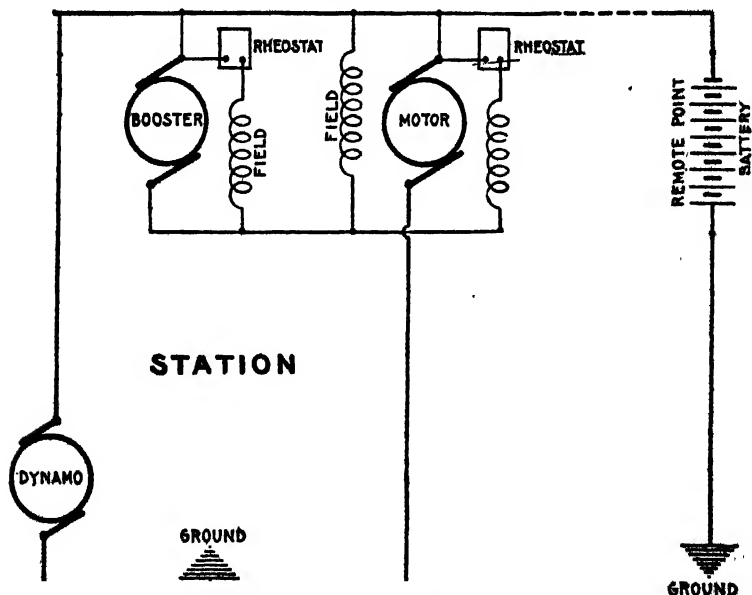 RHEOSTAT
RHEOSTAT
BOOSTER
FIELD
FIELD
MOTOR
REMOTE POINT
BATTERY
STATION
DYNAMO
GROUND
GROUND